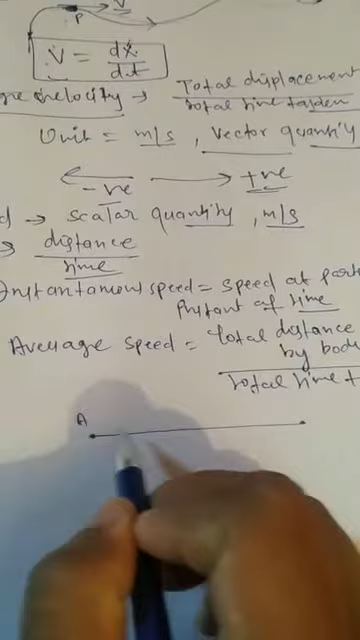 V
P
V = dx/dt
velocity → Total displacement / total time taken
Unit = m/s , Vector quantity
-ve +ve
→ scalar quantity , m/s
→ distance / time
Instantaneous speed = speed at
instant of time
Average speed = total distance
by body
total time
A